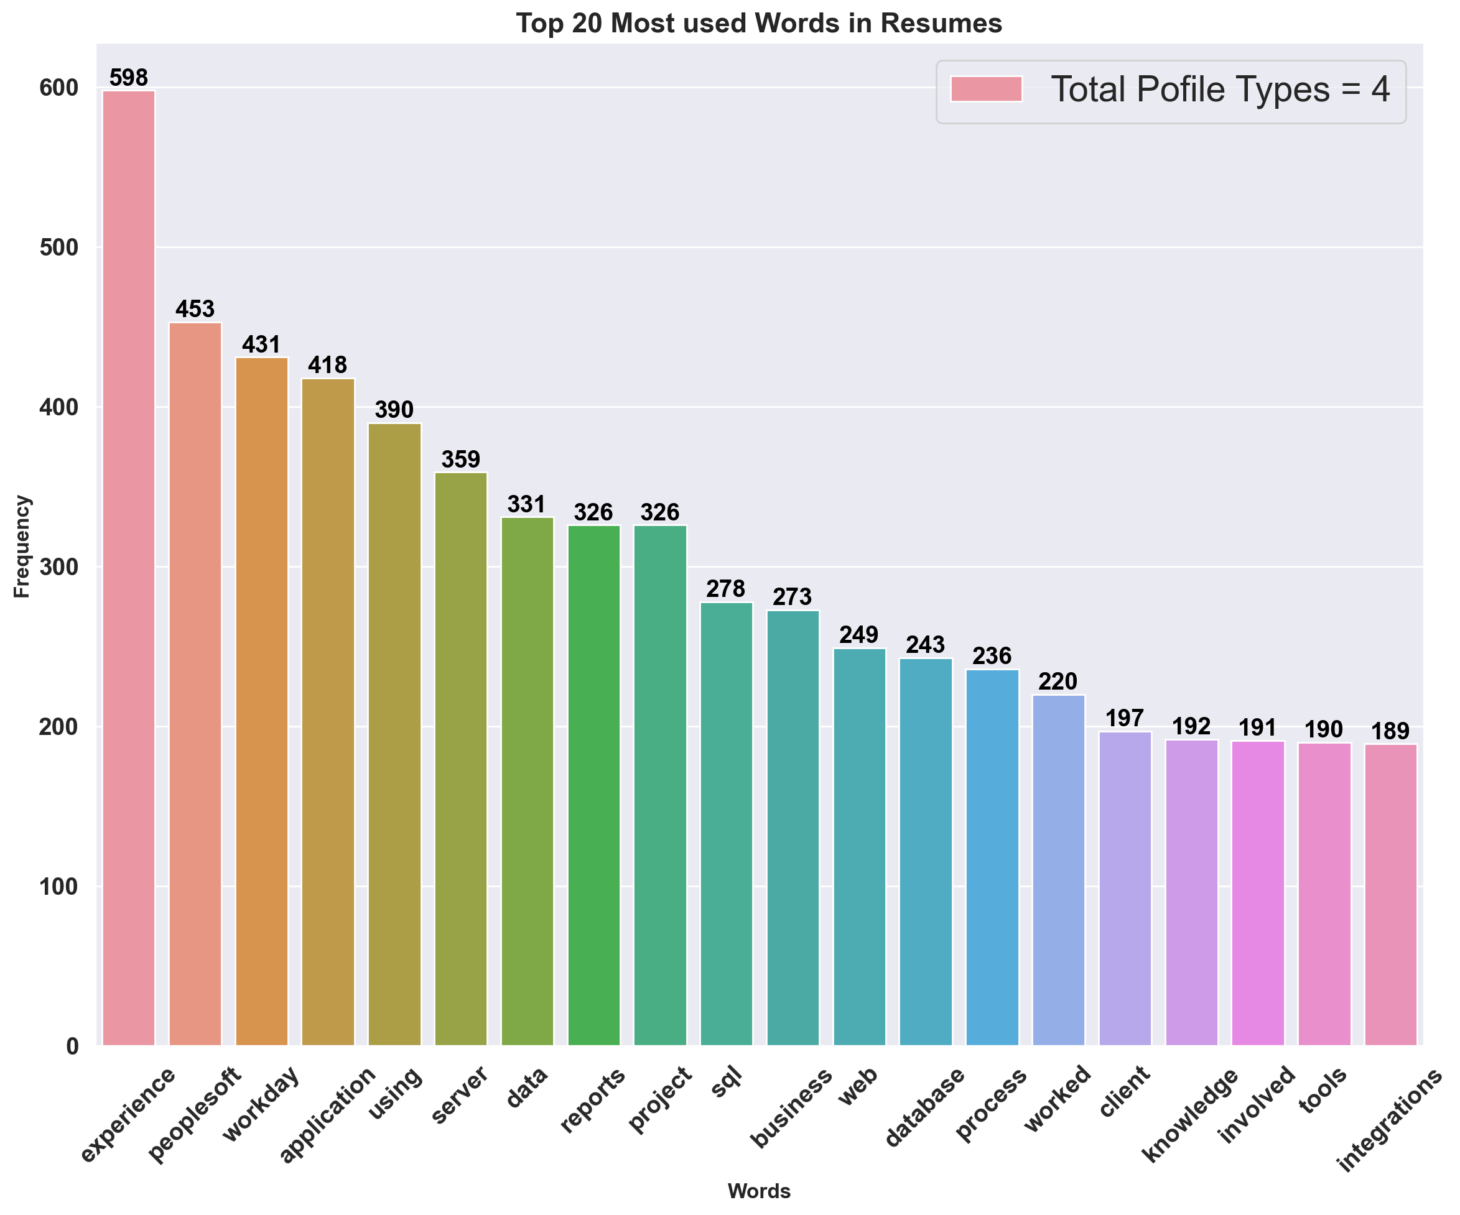 Top 20 Most used Words in Resumes
Total Pofile Types = 4
Frequency
600
500
400
300
200
100
0
598
453
431
418
390
359
331
326
326
278
273
249
243
236
220
197
192
191
190
189
experience
peoplesoft
workday
application
using
server
data
reports
project
sql
business
web
database
process
worked
client
knowledge
involved
tools
integrations
Words